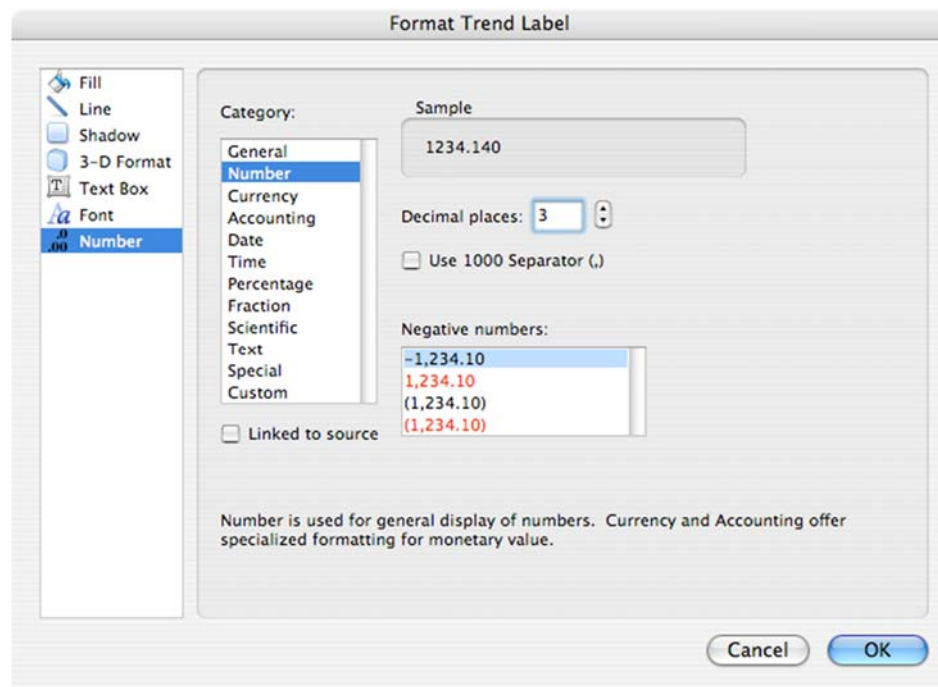 Format Trend Label
Fill
Line
Shadow
3-D Format
T Text Box
Aa Font
.0
.00 Number
Category:
General
Number
Currency
Accounting
Date
Time
Percentage
Fraction
Scientific
Text
Special
Custom
Linked to source
Sample
1234.140
Decimal places: 3
Use 1000 Separator (,)
Negative numbers:
-1,234.10
1,234.10
(1,234.10)
(1,234.10)
Number is used for general display of numbers. Currency and Accounting offer
specialized formatting for monetary value.
Cancel OK